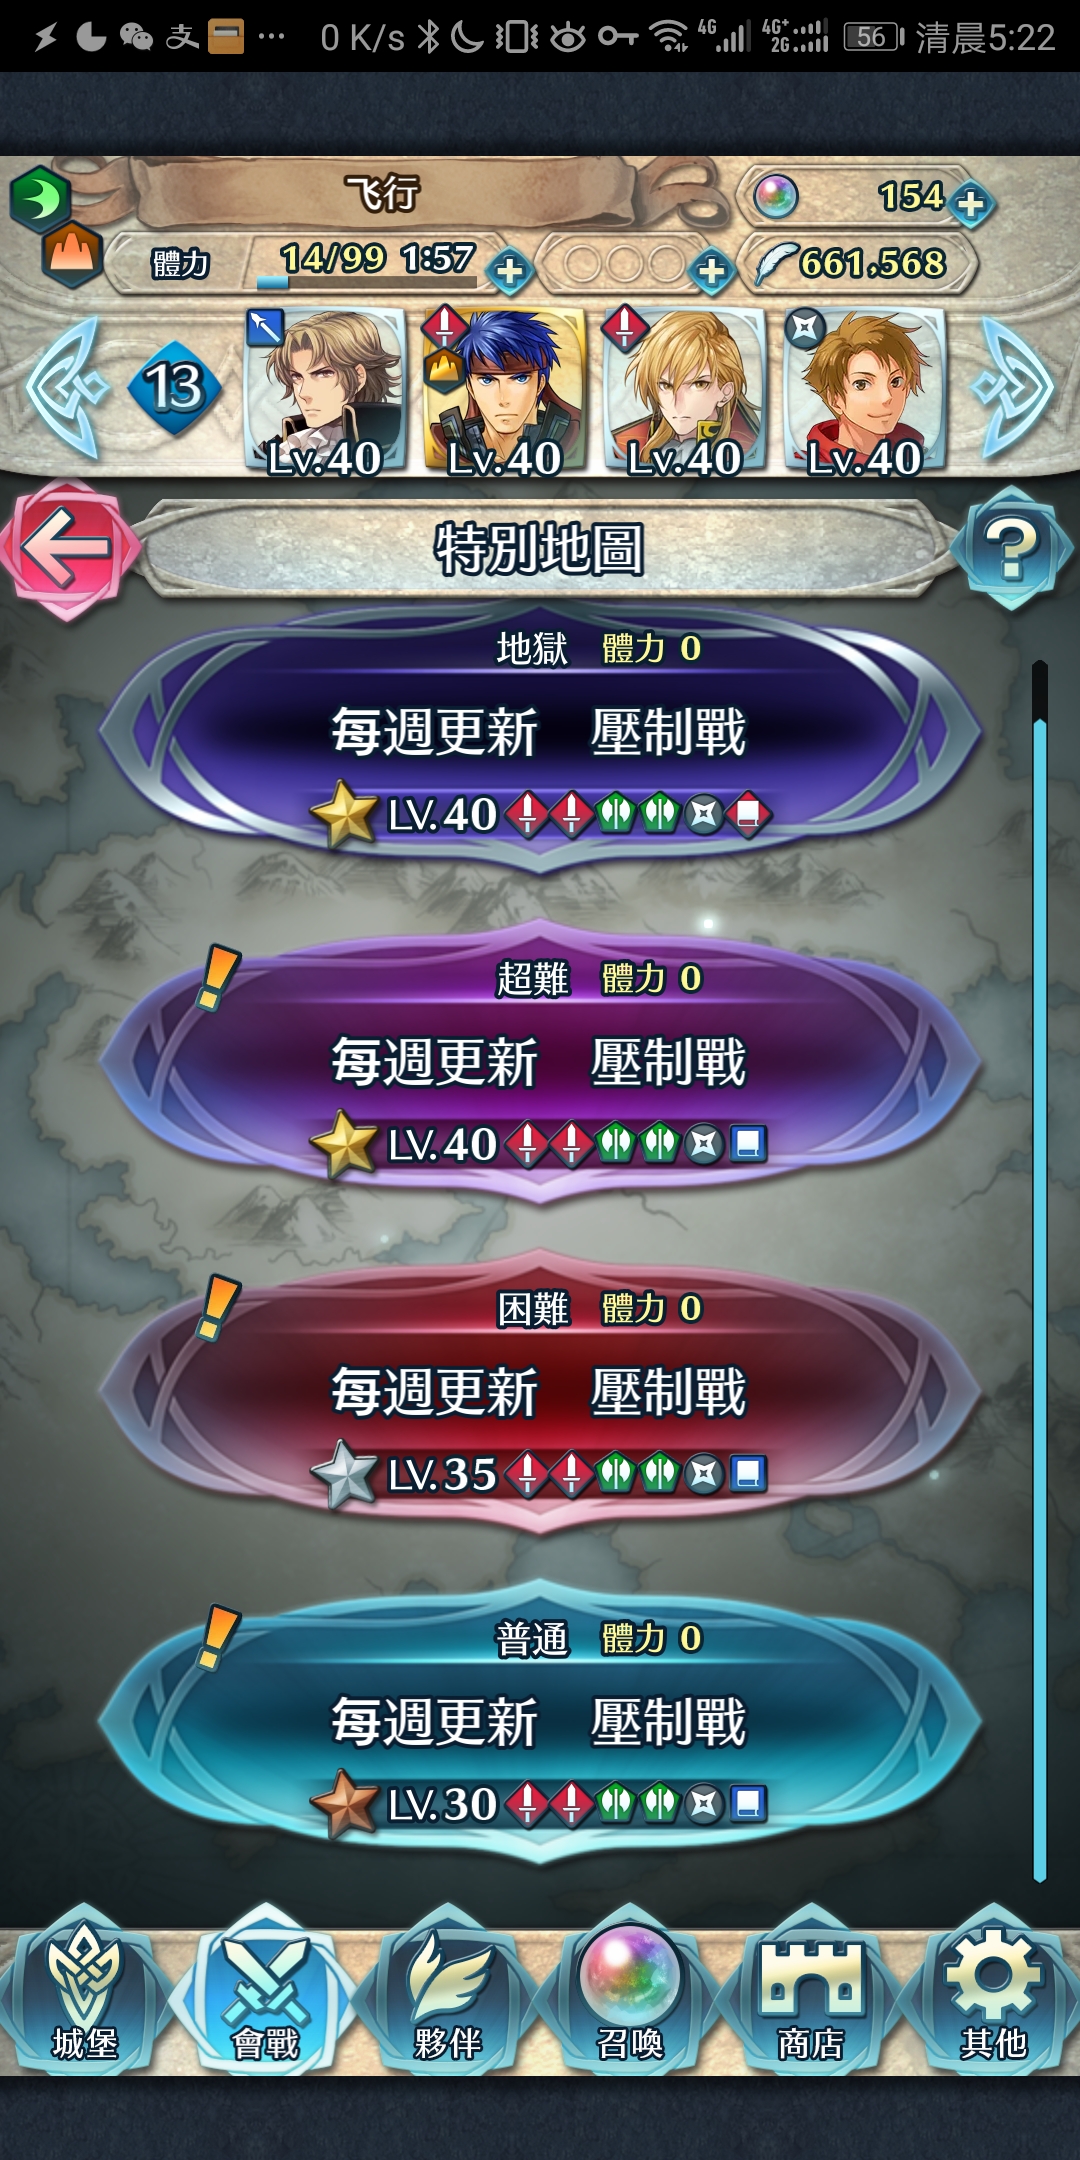 0 K/s 4G 4G+ 2G 56 清晨5:22
飞行
154
體力 14/99 1:57
661,568
13
Lv.40 Lv.40 Lv.40 Lv.40
特別地圖
?
地獄 體力 0
每週更新 壓制戰
LV.40
超難 體力 0
每週更新 壓制戰
LV.40
困難 體力 0
每週更新 壓制戰
LV.35
普通 體力 0
每週更新 壓制戰
LV.30
城堡 會戰 夥伴 召喚 商店 其他